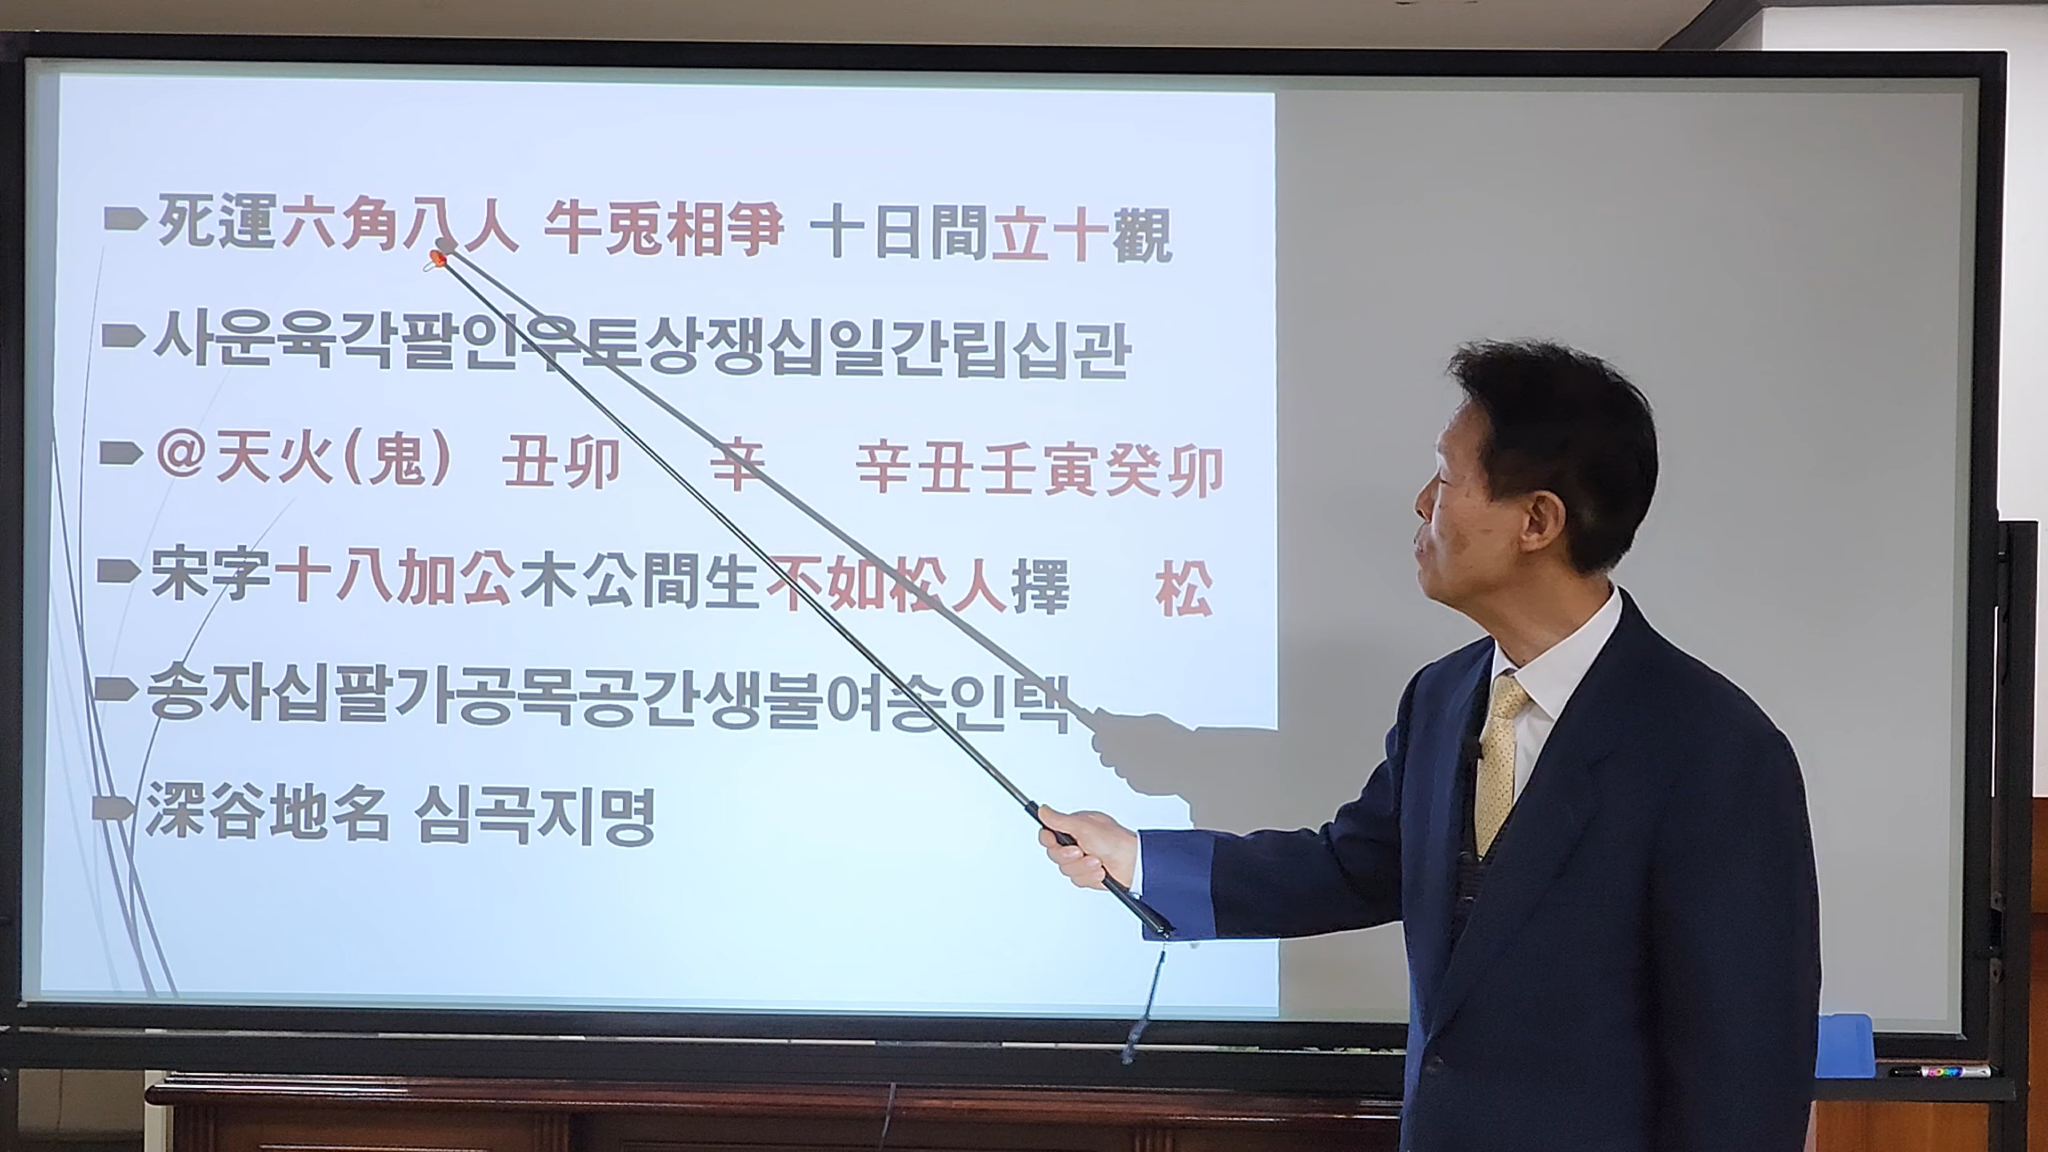 死運六角八人 牛兎相爭 十日間立十觀
사운육각팔인우토상쟁십일간립십관
@天火(鬼) 丑卯 辛 辛丑壬寅癸卯
宋字十八加公木公間生不如松人擇 松
송자십팔가공목공간생불여송인택
深谷地名 심곡지명